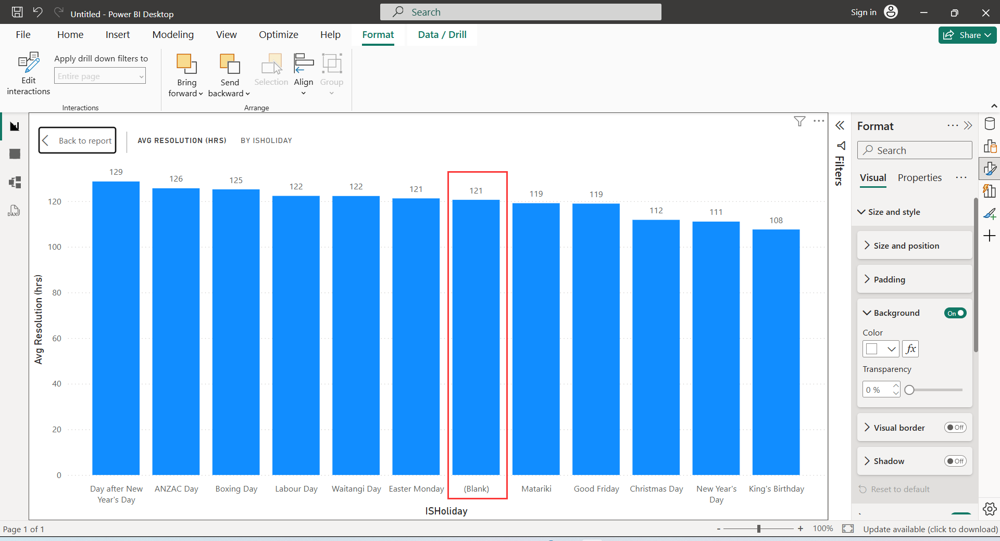 Untitled - Power BI Desktop
Search
Sign in
File
Home
Insert
Modeling
View
Optimize
Help
Format
Data / Drill
Share
Edit
interactions
Apply drill down filters to
Entire page
Interactions
Bring
forward
Send
backward
Selection
Align
Group
Arrange
DAX
Back to report
AVG RESOLUTION (HRS)
BY ISHOLIDAY
129
126
125
122
122
121
121
119
119
112
111
108
120
100
80
60
40
20
0
Avg Resolution (hrs)
Day after New
Year's Day
ANZAC Day
Boxing Day
Labour Day
Waitangi Day
Easter Monday
(Blank)
Matariki
Good Friday
Christmas Day
New Year's
Day
King's Birthday
ISHoliday
Filters
Format
Search
Visual
Properties
Size and style
Size and position
Padding
Background
On
Color
fx
Transparency
0 %
Visual border
Off
Shadow
Off
Reset to default
Page 1 of 1
- + 100%
Update available (click to download)